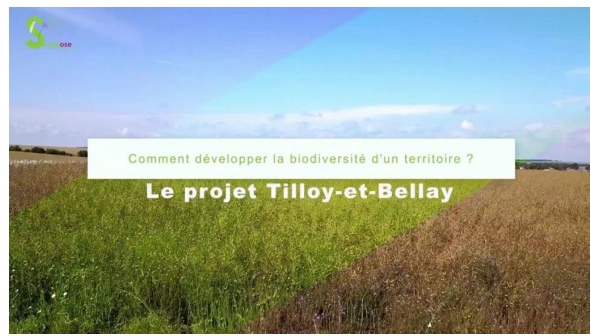 Comment développer la biodiversité d'un territoire ?
Le projet Tilloy-et-Bellay